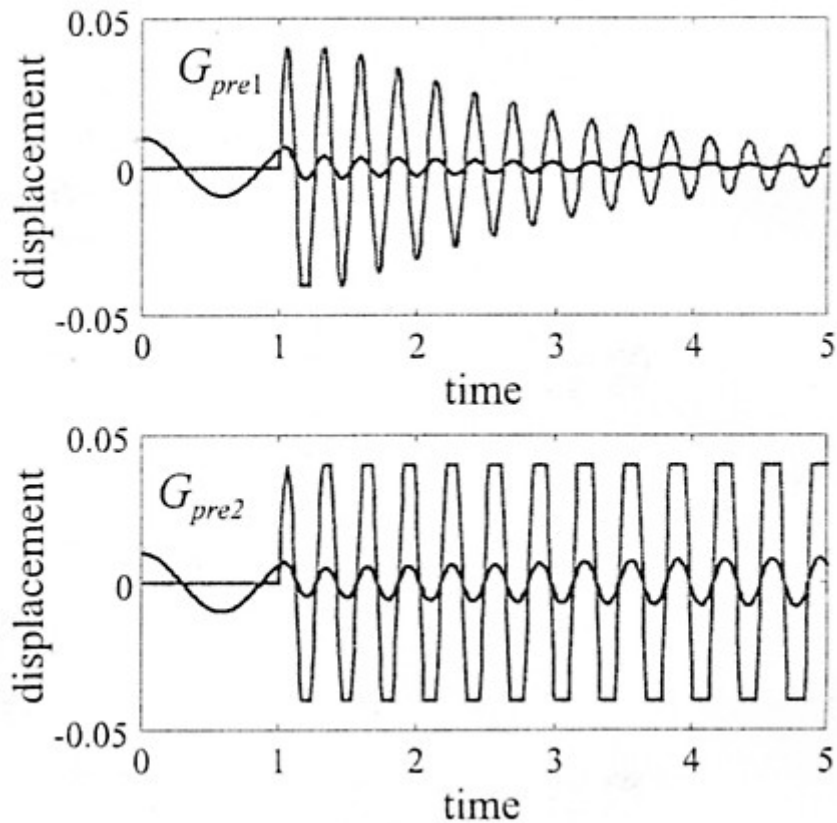 0.05
G_pre1
displacement
0
-0.05
0 1 2 3 4 5
time
0.05
G_pre2
displacement
0
-0.05
0 1 2 3 4 5
time